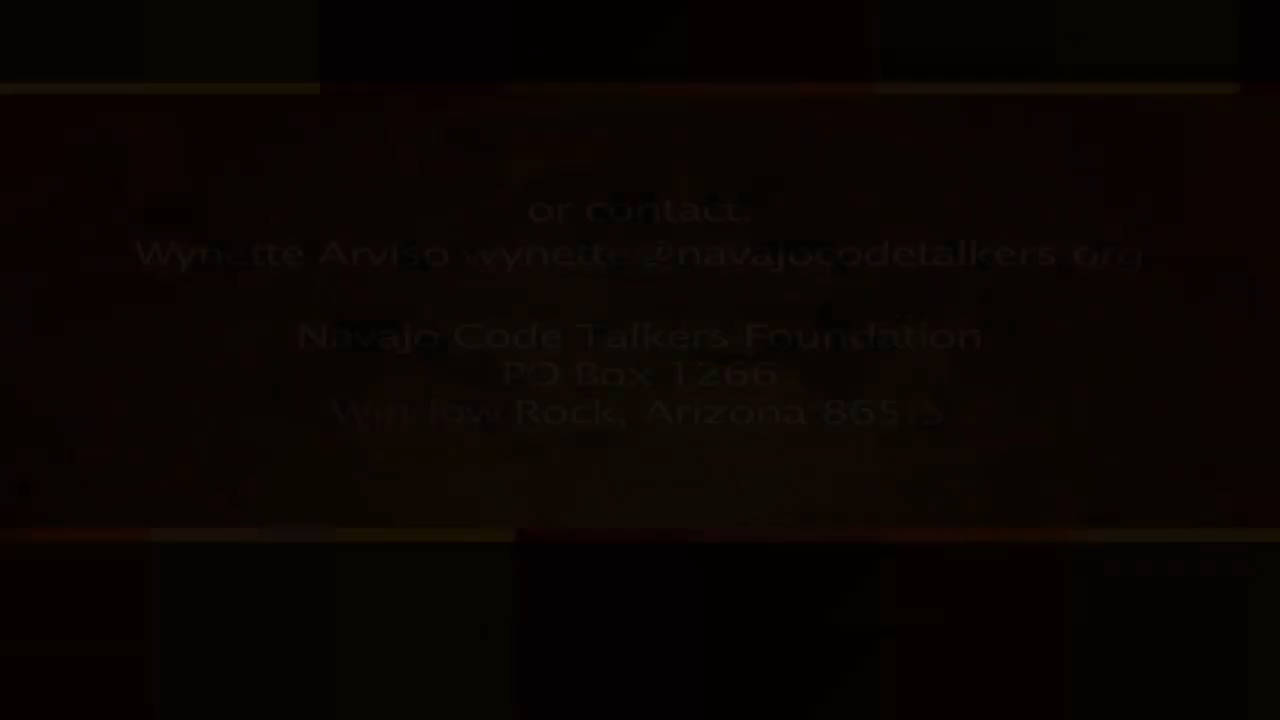 or contact:
Wynette Arviso wynette@navajocodetalkers.org
Navajo Code Talkers Foundation
PO Box 1266
Window Rock, Arizona 86515